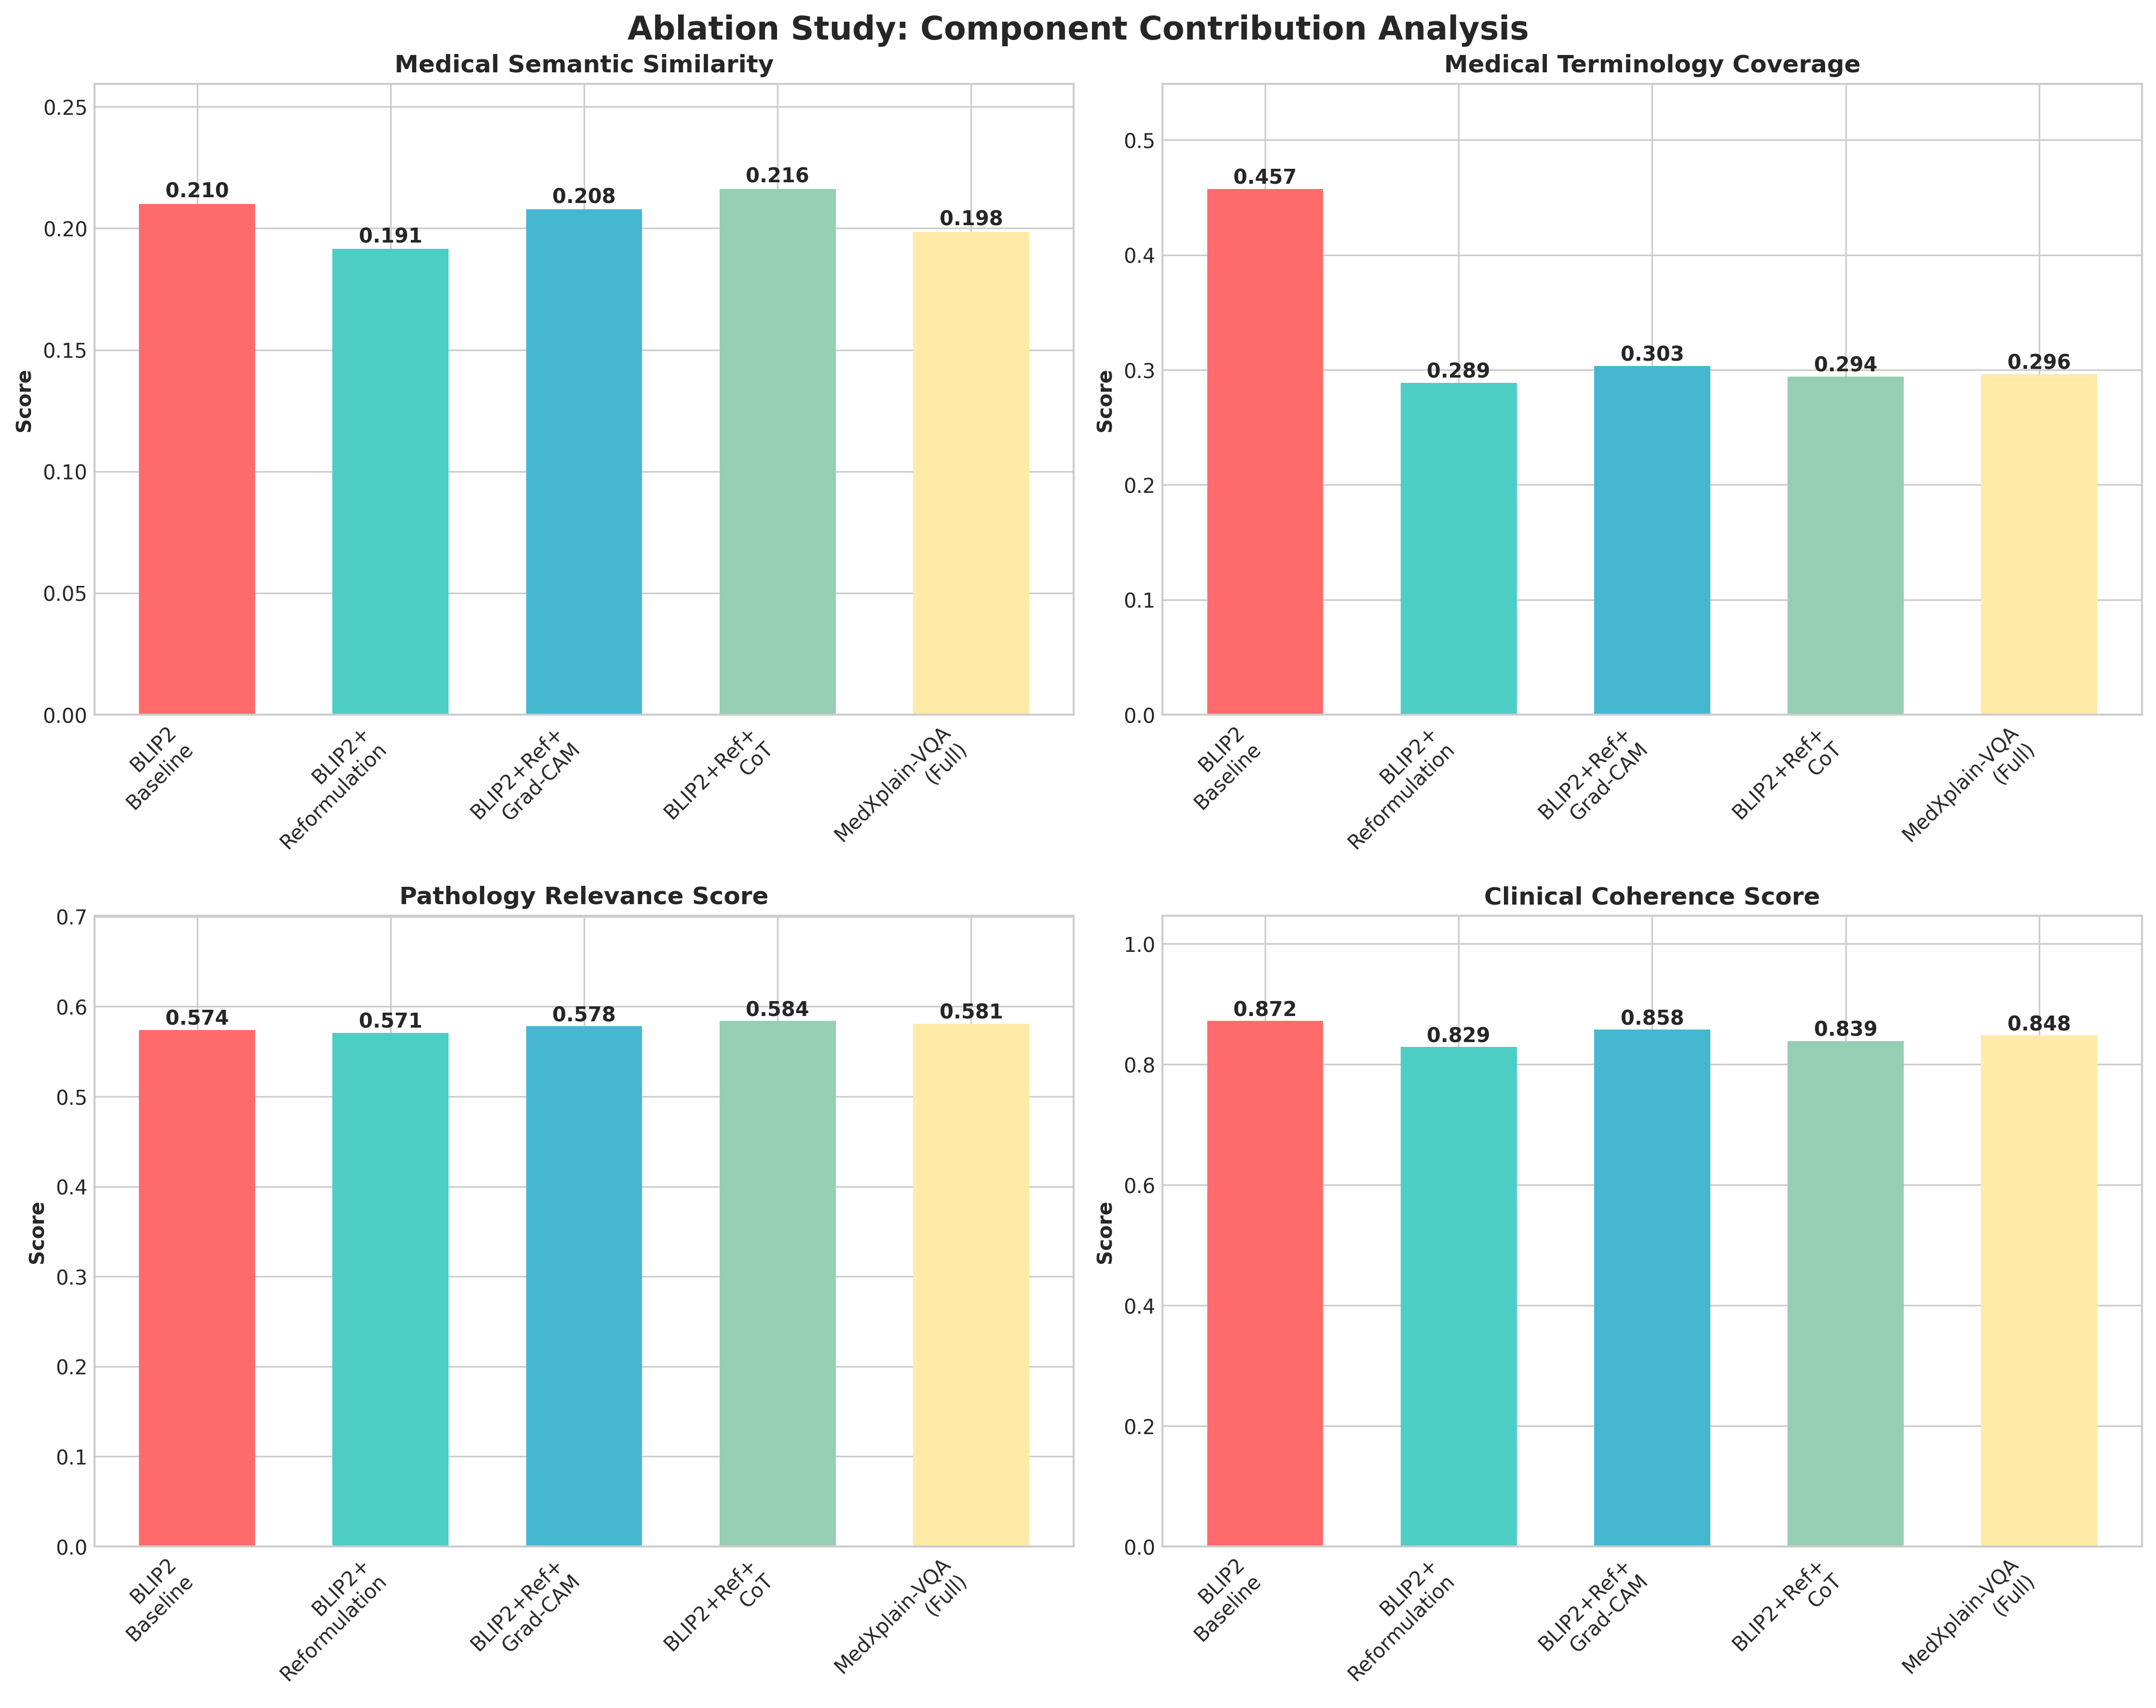 Ablation Study: Component Contribution Analysis
Medical Semantic Similarity
Score
0.25
0.20
0.15
0.10
0.05
0.00
0.210
0.191
0.208
0.216
0.198
BLIP2
Baseline
BLIP2+
Reformulation
BLIP2+Ref+
Grad-CAM
BLIP2+Ref+
CoT
MedXplain-VQA
(Full)
Medical Terminology Coverage
Score
0.5
0.4
0.3
0.2
0.1
0.0
0.457
0.289
0.303
0.294
0.296
BLIP2
Baseline
BLIP2+
Reformulation
BLIP2+Ref+
Grad-CAM
BLIP2+Ref+
CoT
MedXplain-VQA
(Full)
Pathology Relevance Score
Score
0.7
0.6
0.5
0.4
0.3
0.2
0.1
0.0
0.574
0.571
0.578
0.584
0.581
BLIP2
Baseline
BLIP2+
Reformulation
BLIP2+Ref+
Grad-CAM
BLIP2+Ref+
CoT
MedXplain-VQA
(Full)
Clinical Coherence Score
Score
1.0
0.8
0.6
0.4
0.2
0.0
0.872
0.829
0.858
0.839
0.848
BLIP2
Baseline
BLIP2+
Reformulation
BLIP2+Ref+
Grad-CAM
BLIP2+Ref+
CoT
MedXplain-VQA
(Full)